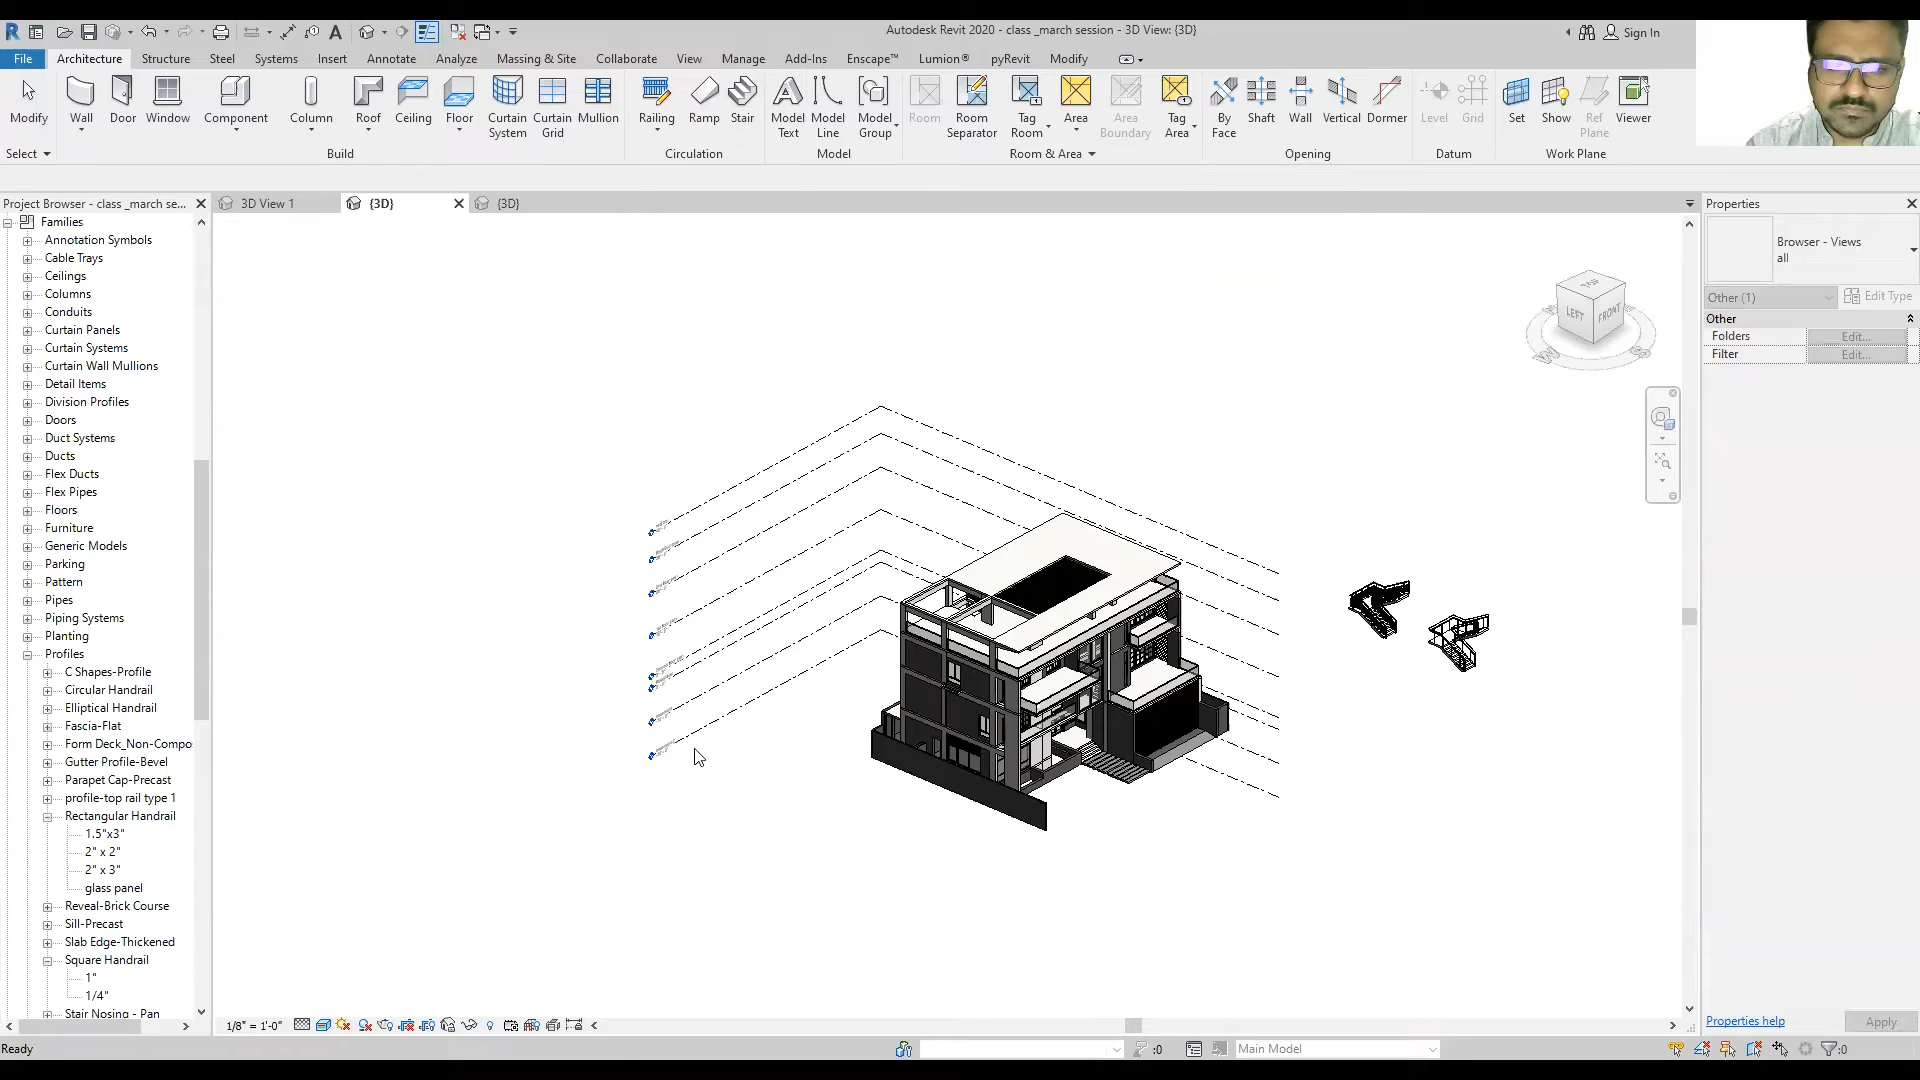 Autodesk Revit 2020 - class _march session - 3D View: {3D}
Sign In
File Architecture Structure Steel Systems Insert Annotate Analyze Massing & Site Collaborate View Manage Add-Ins Enscape™ Lumion® pyRevit Modify
Modify Wall Door Window Component Column Roof Ceiling Floor Curtain System Curtain Grid Mullion Railing Ramp Stair Model Text Model Line Model Group Room Room Separator Tag Room Area Area Boundary Tag Area By Face Shaft Wall Vertical Dormer Level Grid Set Show Ref Plane Viewer
Select Build Circulation Model Room & Area Opening Datum Work Plane
Project Browser - class _march se...
3D View 1
{3D}
{3D}
Properties
Families
Annotation Symbols
Cable Trays
Ceilings
Columns
Conduits
Curtain Panels
Curtain Systems
Curtain Wall Mullions
Detail Items
Division Profiles
Doors
Duct Systems
Ducts
Flex Ducts
Flex Pipes
Floors
Furniture
Generic Models
Parking
Pattern
Pipes
Piping Systems
Planting
Profiles
C Shapes-Profile
Circular Handrail
Elliptical Handrail
Fascia-Flat
Form Deck_Non-Compo
Gutter Profile-Bevel
Parapet Cap-Precast
profile-top rail type 1
Rectangular Handrail
1.5"x3"
2" x 2"
2" x 3"
glass panel
Reveal-Brick Course
Sill-Precast
Slab Edge-Thickened
Square Handrail
1"
1/4"
Stair Nosing - Pan
TOP
LEFT
FRONT
W
Browser - Views
all
Other (1)
Edit Type
Other
Folders Edit...
Filter Edit...
1/8" = 1'-0"
Properties help
Apply
Ready
:0
Main Model
:0